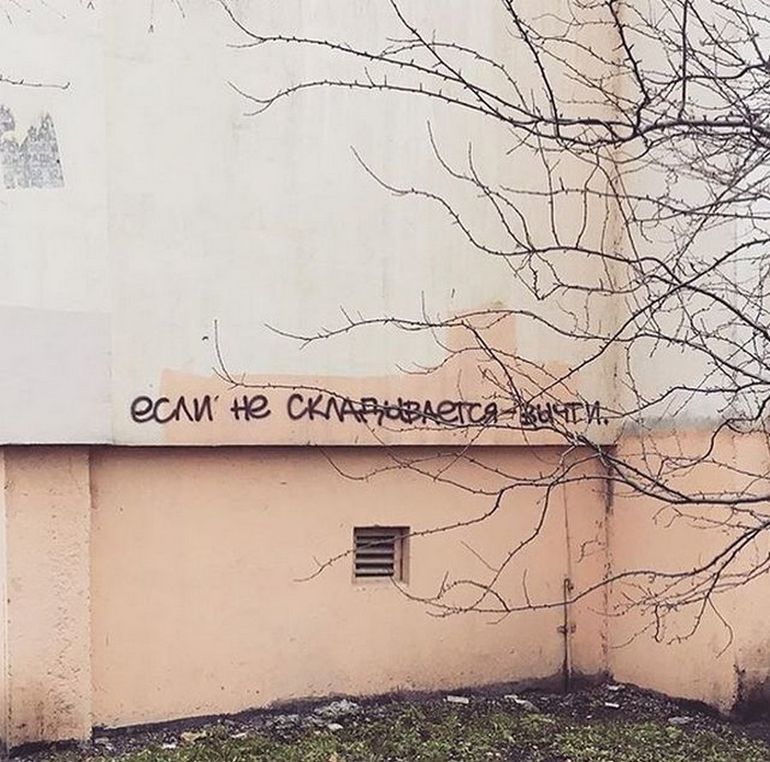 если не складывается - вычти.